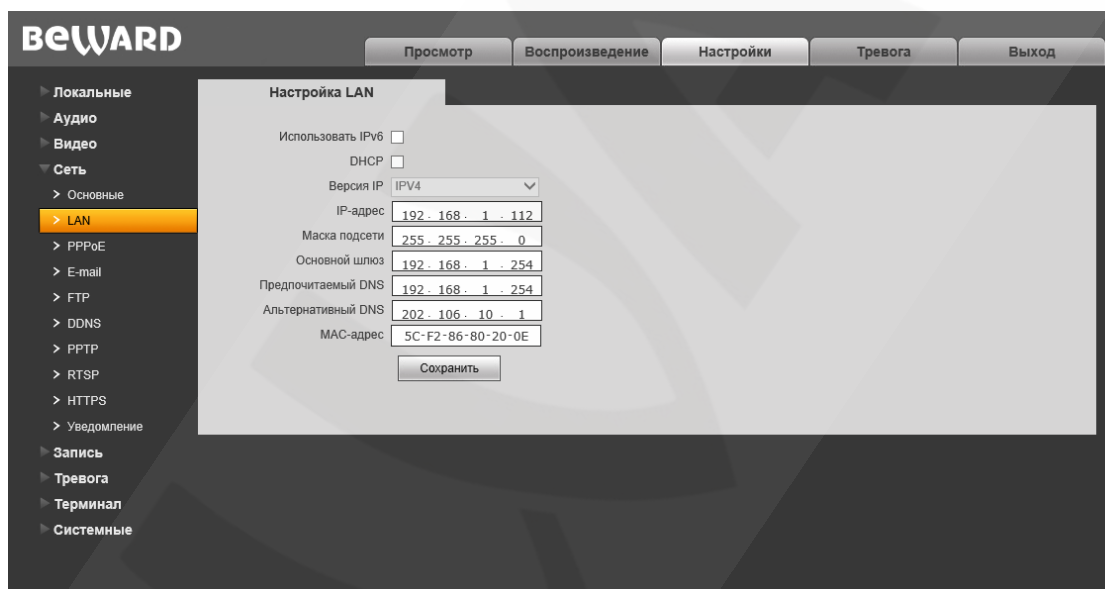 BEWARD
Просмотр Воспроизведение Настройки Тревога Выход
Локальные
Аудио
Видео
Сеть
> Основные
> LAN
> PPPoE
> E-mail
> FTP
> DDNS
> PPTP
> RTSP
> HTTPS
> Уведомление
Запись
Тревога
Терминал
Системные
Настройка LAN
Использовать IPv6
DHCP
Версия IP IPV4
IP-адрес 192 . 168 . 1 . 112
Маска подсети 255 . 255 . 255 . 0
Основной шлюз 192 . 168 . 1 . 254
Предпочитаемый DNS 192 . 168 . 1 . 254
Альтернативный DNS 202 . 106 . 10 . 1
MAC-адрес 5C-F2-86-80-20-0E
Сохранить